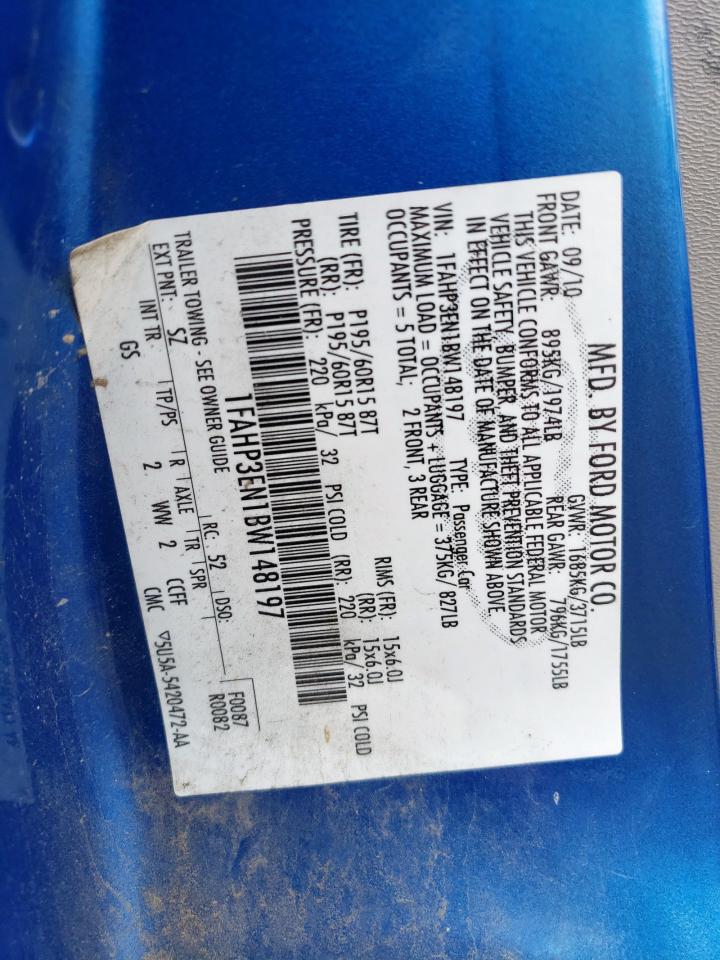 MFD. BY FORD MOTOR CO.
DATE: 09/10 GVWR: 1685KG/3715LB
FRONT GAWR: 895KG/1974LB REAR GAWR: 796KG/1755LB
THIS VEHICLE CONFORMS TO ALL APPLICABLE FEDERAL MOTOR
VEHICLE SAFETY, BUMPER, AND THEFT PREVENTION STANDARDS
IN EFFECT ON THE DATE OF MANUFACTURE SHOWN ABOVE.
VIN: 1FAHP3EN1BW148197 TYPE: Passenger Car
MAXIMUM LOAD = OCCUPANTS + LUGGAGE = 375KG/ 827LB
OCCUPANTS = 5 TOTAL; 2 FRONT, 3 REAR
TIRE (FR): P195/60R15 87T RIMS (FR): 15x6.0J
(RR): P195/60R15 87T (RR): 15x6.0J
PRESSURE (FR): 220 kPa/ 32 PSI COLD (RR): 220 kPa/ 32 PSI COLD
1FAHP3EN1BW148197
F0087
R0082
TRAILER TOWING - SEE OWNER GUIDE
EXT PNT: SZ RC: 52 DSO:
INT TR TP/PS R AXLE TR SPR
GS 2 WW 2 CCFF CMC ▽5U5A-5420472-AA